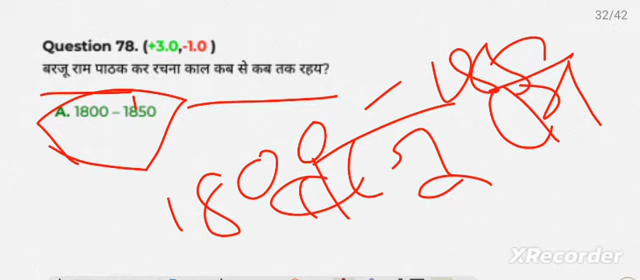 32/42
Question 78. (+3.0,-1.0 )
बरजू राम पाठक कर रचना काल कब से कब तक रहय?
A. 1800 – 1850
1800 –
XRecorder